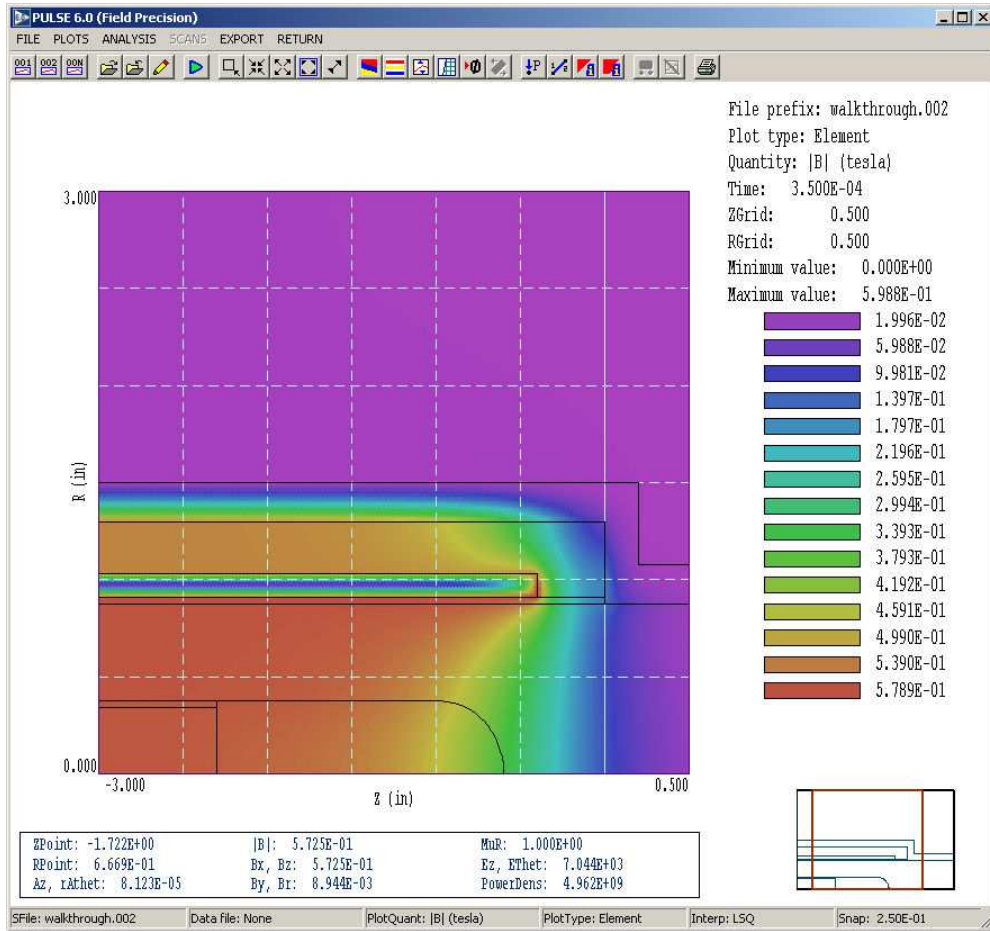 PULSE 6.0 (Field Precision)
FILE PLOTS ANALYSIS SCANS EXPORT RETURN
001 002 00N
File prefix: walkthrough.002
Plot type: Element
Quantity: |B| (tesla)
Time: 3.500E-04
ZGrid: 0.500
RGrid: 0.500
Minimum value: 0.000E+00
Maximum value: 5.988E-01
1.996E-02
5.988E-02
9.981E-02
1.397E-01
1.797E-01
2.196E-01
2.595E-01
2.994E-01
3.393E-01
3.793E-01
4.192E-01
4.591E-01
4.990E-01
5.390E-01
5.789E-01
3.000
R (in)
0.000
-3.000
0.500
Z (in)
ZPoint: -1.722E+00 |B|: 5.725E-01 MuR: 1.000E+00
RPoint: 6.669E-01 Bx, Bz: 5.725E-01 Ez, EThet: 7.044E+03
Az, rAthet: 8.123E-05 By, Br: 8.944E-03 PowerDens: 4.962E+09
SFile: walkthrough.002 Data file: None PlotQuant: |B| (tesla) PlotType: Element Interp: LSQ Snap: 2.50E-01